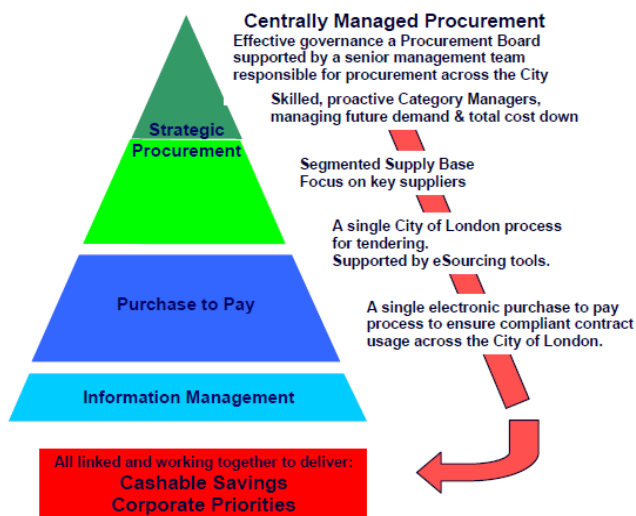 Centrally Managed Procurement
Effective governance a Procurement Board
supported by a senior management team
responsible for procurement across the City
Skilled, proactive Category Managers,
managing future demand & total cost down
Strategic
Procurement
Segmented Supply Base
Focus on key suppliers
A single City of London process
for tendering.
Supported by eSourcing tools.
Purchase to Pay
A single electronic purchase to pay
process to ensure compliant contract
usage across the City of London.
Information Management
All linked and working together to deliver:
Cashable Savings
Corporate Priorities